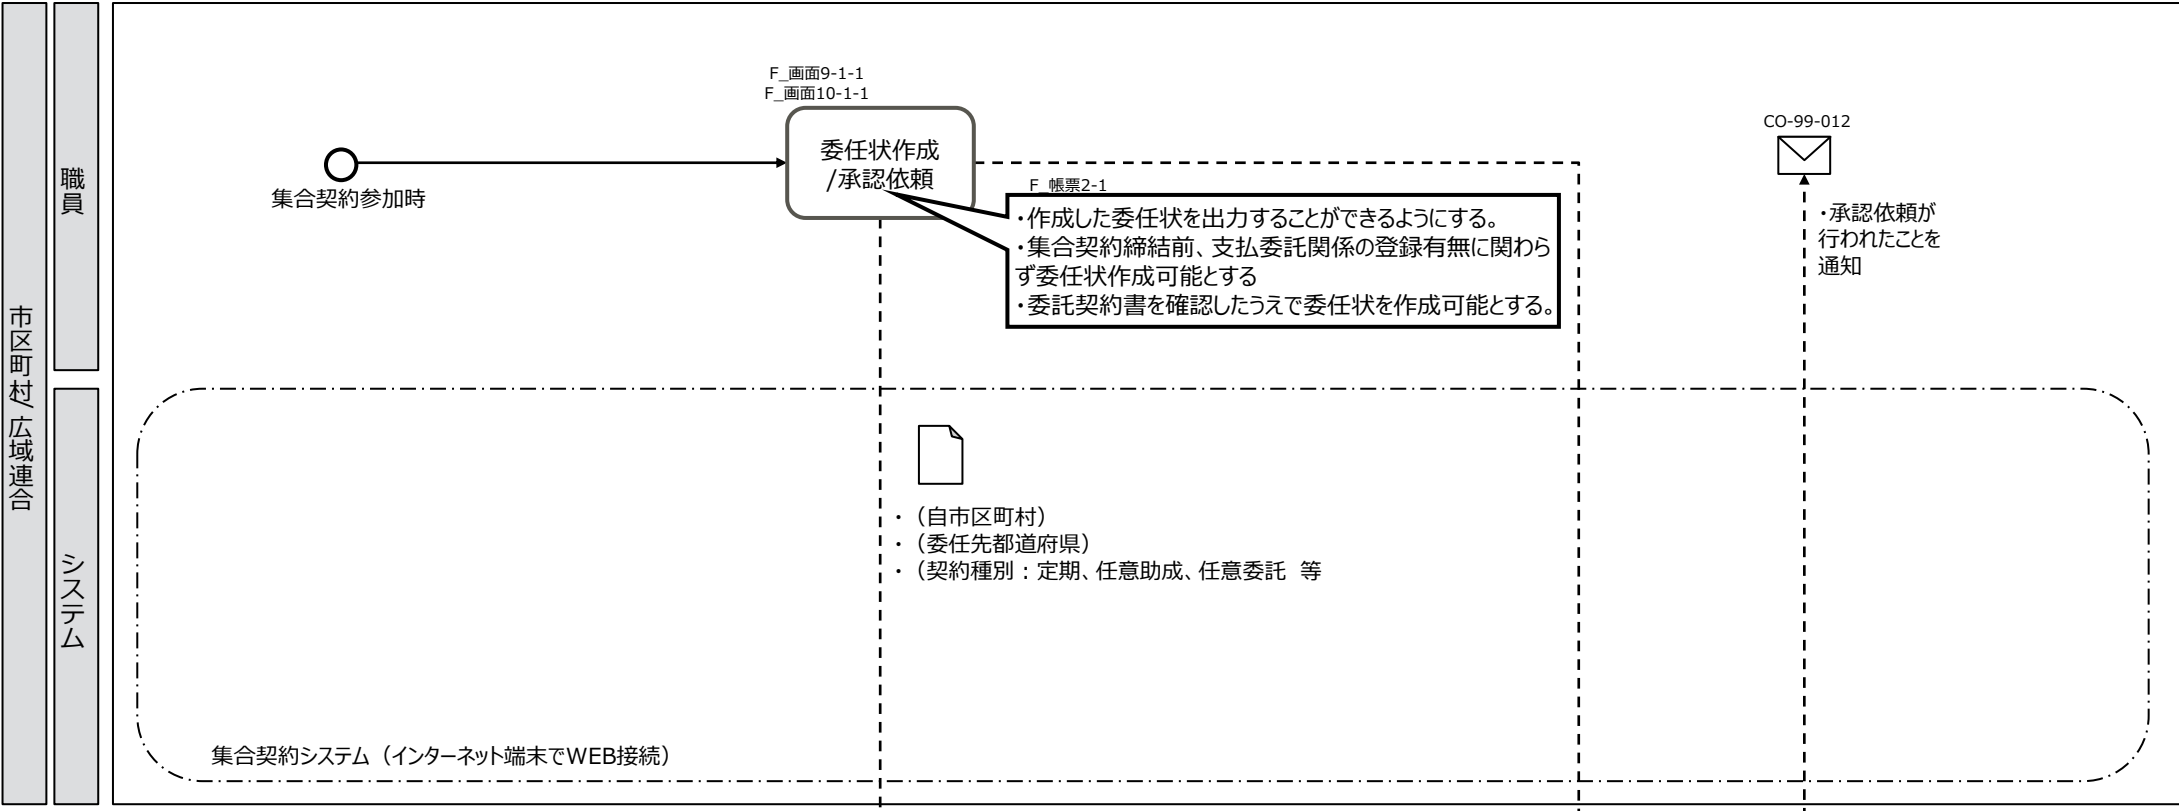 市区町村/広域連合
職員
F_画面9-1-1
F_画面10-1-1
委任状作成
/承認依頼
集合契約参加時
F_帳票2-1
・作成した委任状を出力することができるようにする。
・集合契約締結前、支払委託関係の登録有無に関わら
ず委任状作成可能とする
・委託契約書を確認したうえで委任状を作成可能とする。
CO-99-012
・承認依頼が
行われたことを
通知
システム
・（自市区町村）
・（委任先都道府県）
・（契約種別：定期、任意助成、任意委託 等
集合契約システム（インターネット端末でWEB接続）